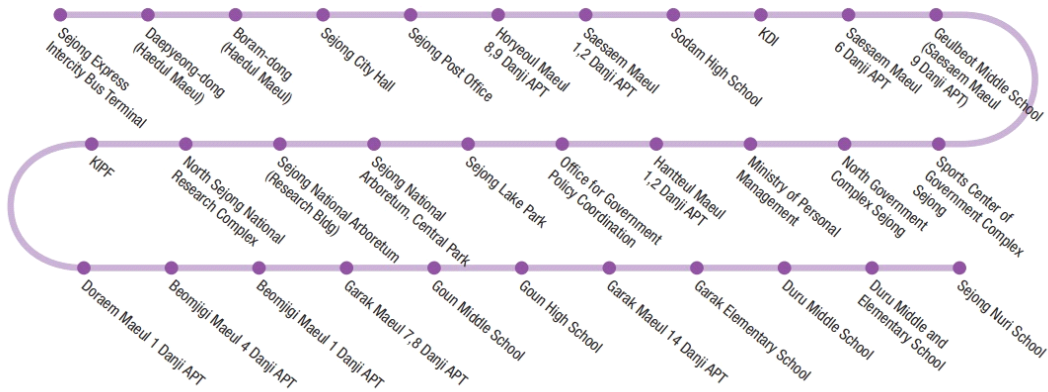 Sejong Express
Intercity Bus Terminal
Daepyeong-dong
(Haedul Maeul)
Boram-dong
(Haedul Maeul)
Sejong City Hall
Sejong Post Office
Horyeoul Maeul
8,9 Danji APT
Saesaem Maeul
1,2 Danji APT
Sodam High School
KDI
Saesaem Maeul
6 Danji APT
Geulbeot Middle School
(Saesaem Maeul
9 Danji APT)
KIPF
North Sejong National
Research Complex
Sejong National Arboretum
(Research Bldg)
Sejong National
Arboretum, Central Park
Sejong Lake Park
Office for Government
Policy Coordination
Hantteul Maeul
1,2 Danji APT
Ministry of Personal
Management
North Government
Complex Sejong
Sports Center of
Government Complex
Sejong
Doraem Maeul 1 Danji APT
Beomjigi Maeul 4 Danji APT
Beomjigi Maeul 1 Danji APT
Garak Maeul 7,8 Danji APT
Goun Middle School
Goun High School
Garak Maeul 14 Danji APT
Garak Elementary School
Duru Middle School
Duru Middle and
Elementary School
Sejong Nuri School